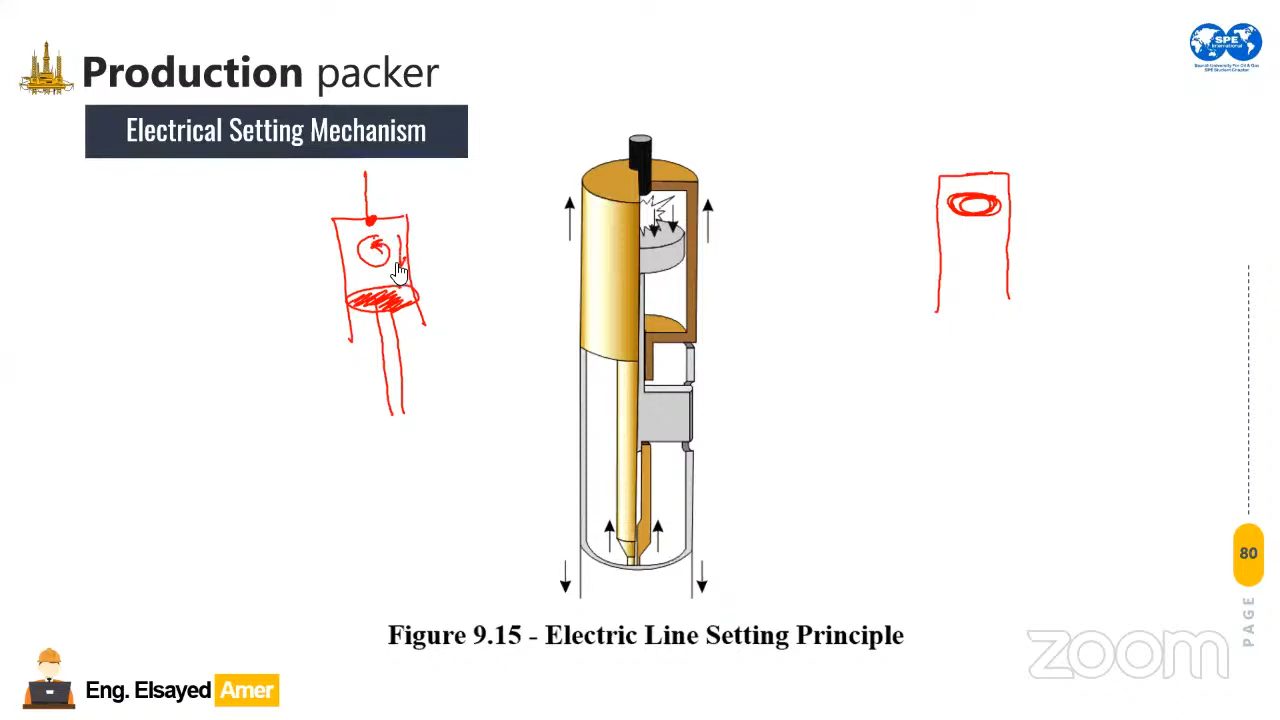 Production packer
SPE
International
Electrical Setting Mechanism
80
PAGE
Figure 9.15 - Electric Line Setting Principle
zoom
Eng. Elsayed Amer